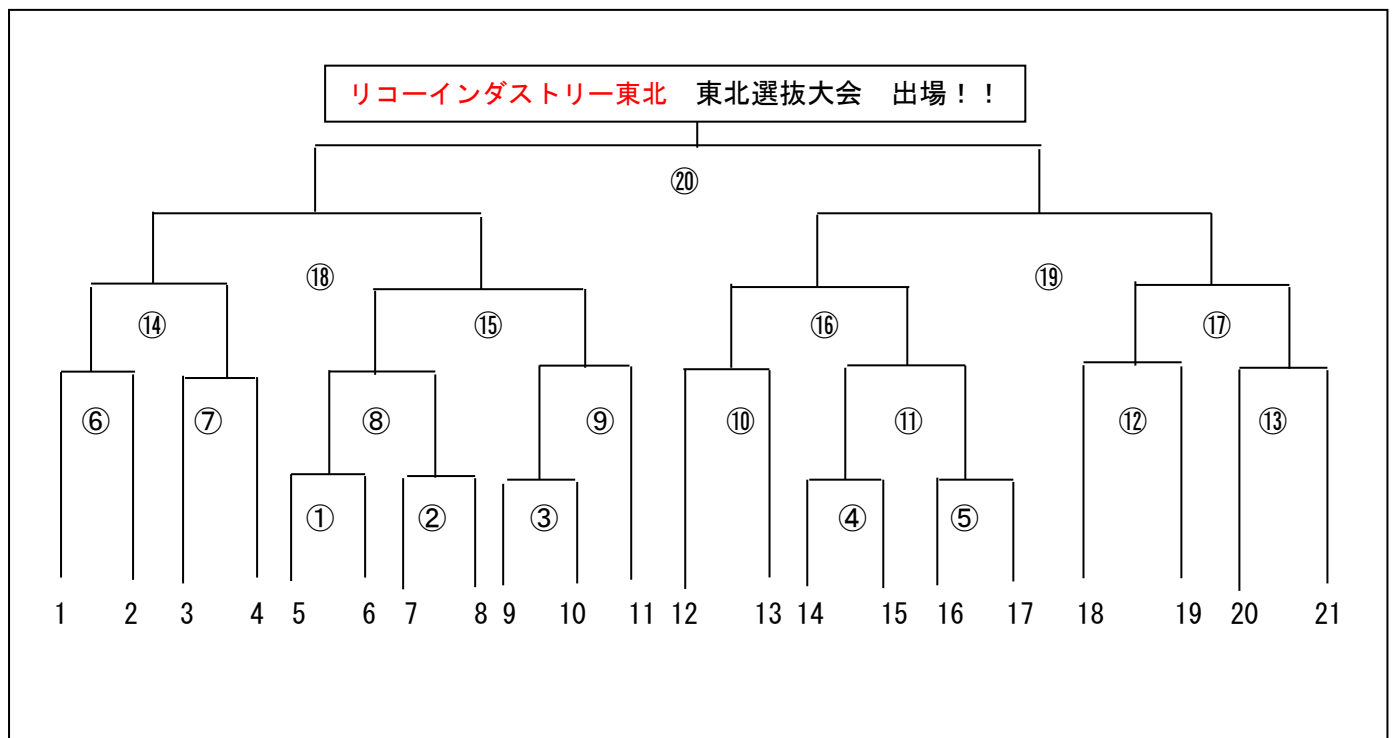 リコーインダストリー東北　東北選抜大会　出場！！
⑳
⑱ ⑲
⑭ ⑮ ⑯ ⑰
⑥ ⑦ ⑧ ⑨ ⑩ ⑪ ⑫ ⑬
① ② ③ ④ ⑤
1 2 3 4 5 6 7 8 9 10 11 12 13 14 15 16 17 18 19 20 21